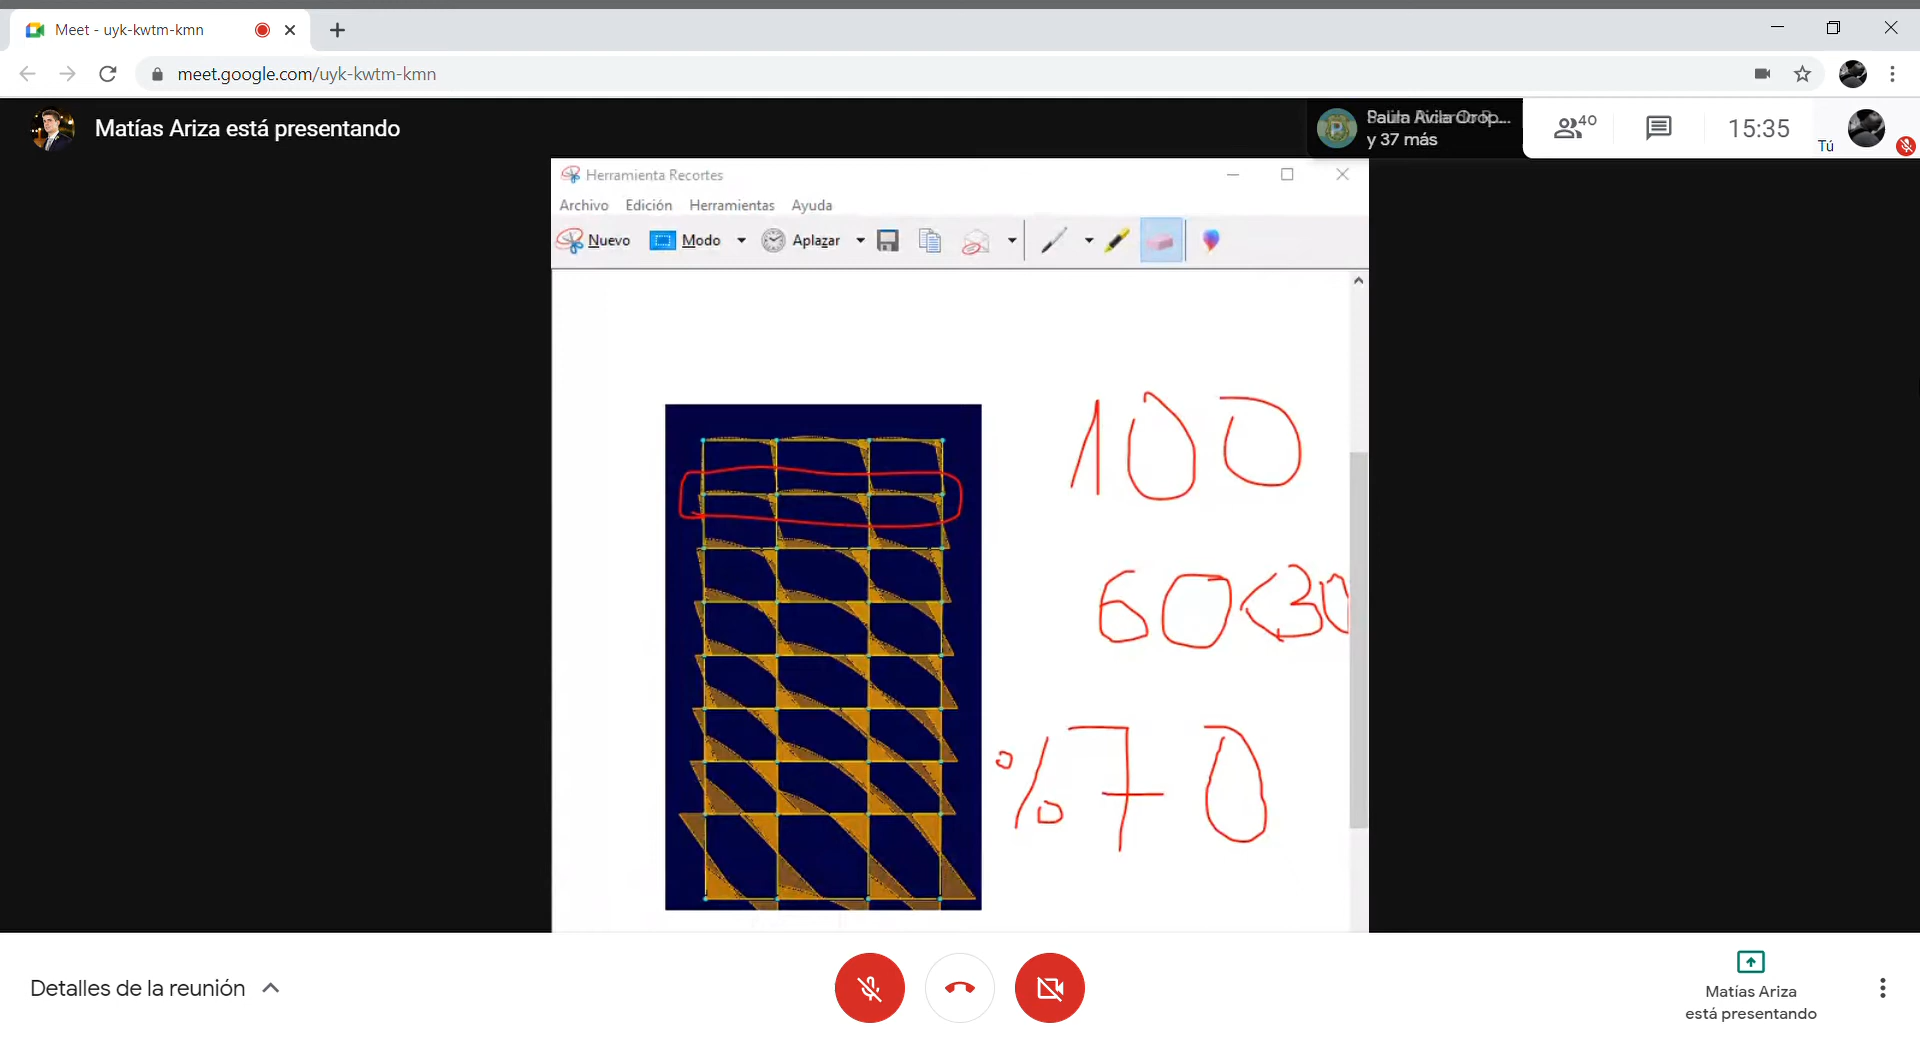 Meet - uyk-kwtm-kmn
meet.google.com/uyk-kwtm-kmn
Matías Ariza está presentando
y 37 más
40
15:35
Tú
Herramienta Recortes
Archivo Edición Herramientas Ayuda
Nuevo Modo Aplazar
100
60<30
%70
Detalles de la reunión
Matías Ariza
está presentando